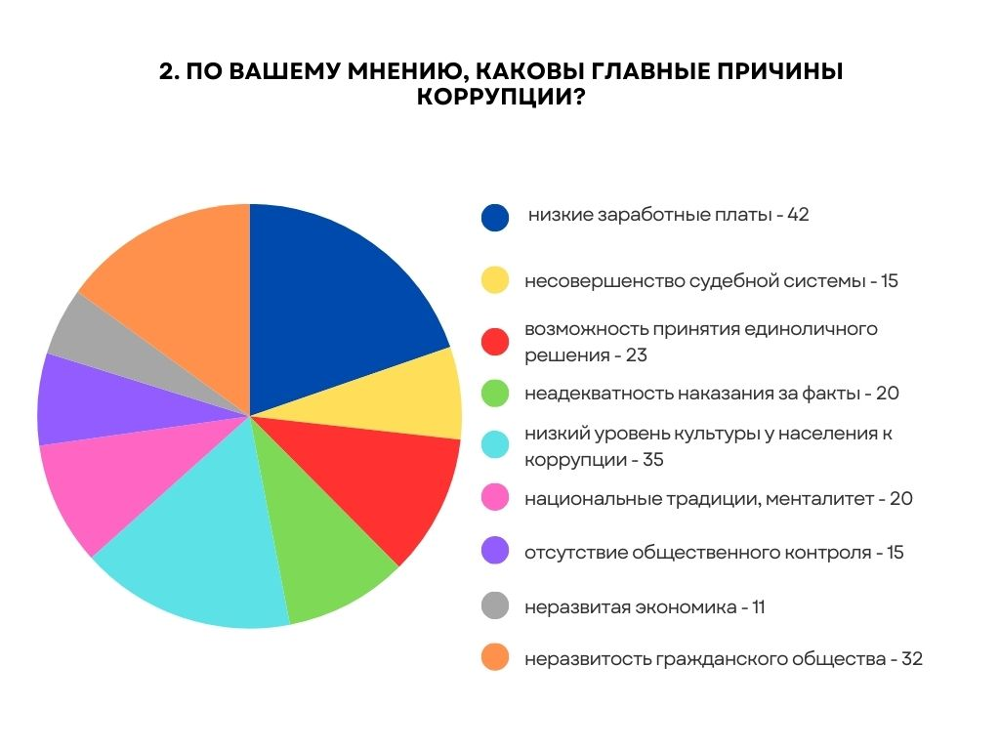 2. ПО ВАШЕМУ МНЕНИЮ, КАКОВЫ ГЛАВНЫЕ ПРИЧИНЫ
КОРРУПЦИИ?
низкие заработные платы - 42
несовершенство судебной системы - 15
возможность принятия единоличного
решения - 23
неадекватность наказания за факты - 20
низкий уровень культуры у населения к
коррупции - 35
национальные традиции, менталитет - 20
отсутствие общественного контроля - 15
неразвитая экономика - 11
неразвитость гражданского общества - 32